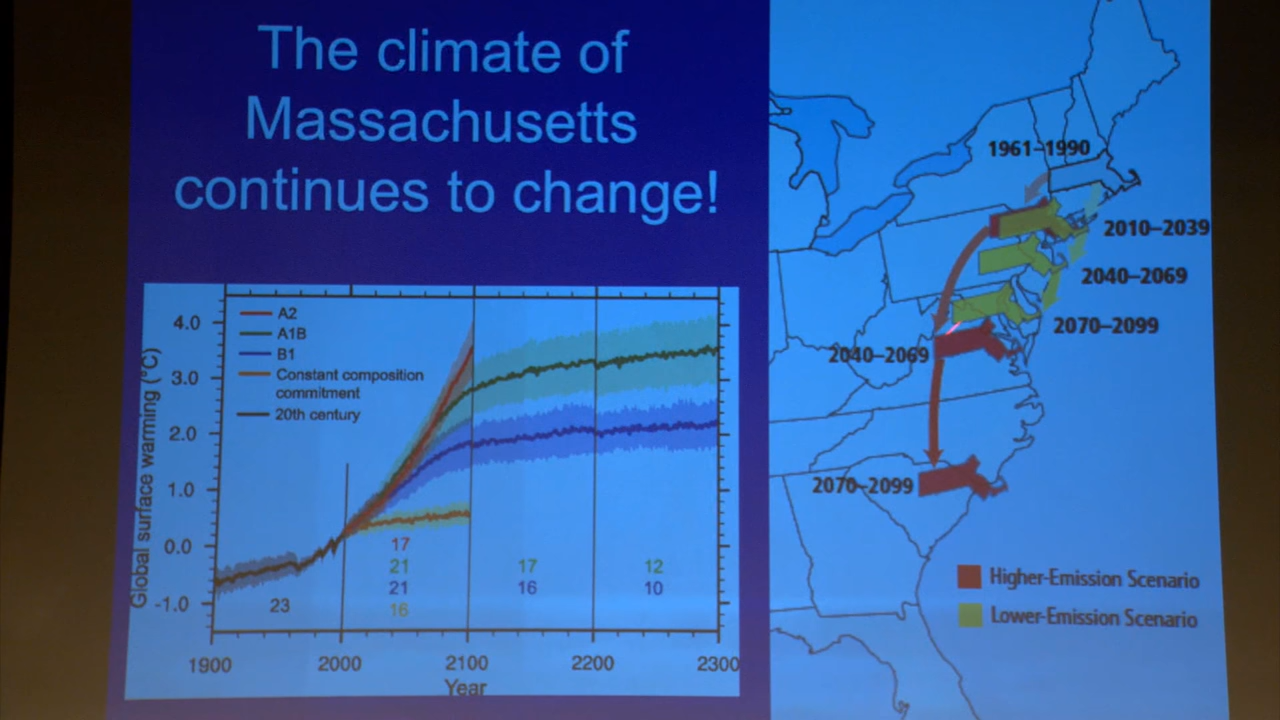 The climate of
Massachusetts
continues to change!
A2
A1B
B1
Constant composition
commitment
20th century
4.0
3.0
2.0
1.0
0.0
-1.0
Global surface warming (°C)
17
21
21
16
23
17
16
12
10
1900
2000
2100
2200
2300
Year
1961–1990
2010–2039
2040–2069
2070–2099
2040–2069
2070–2099
Higher-Emission Scenario
Lower-Emission Scenario